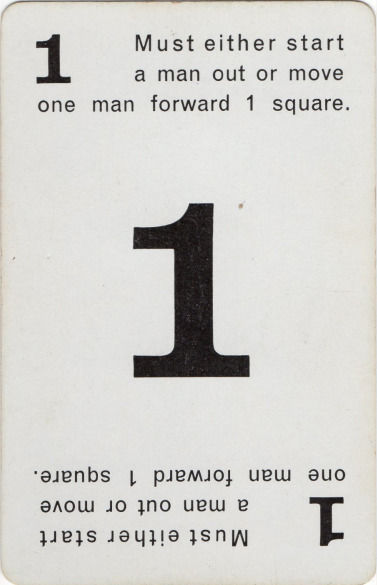 1 Must either start
a man out or move
one man forward 1 square.
1
1 Must either start
a man out or move
one man forward 1 square.